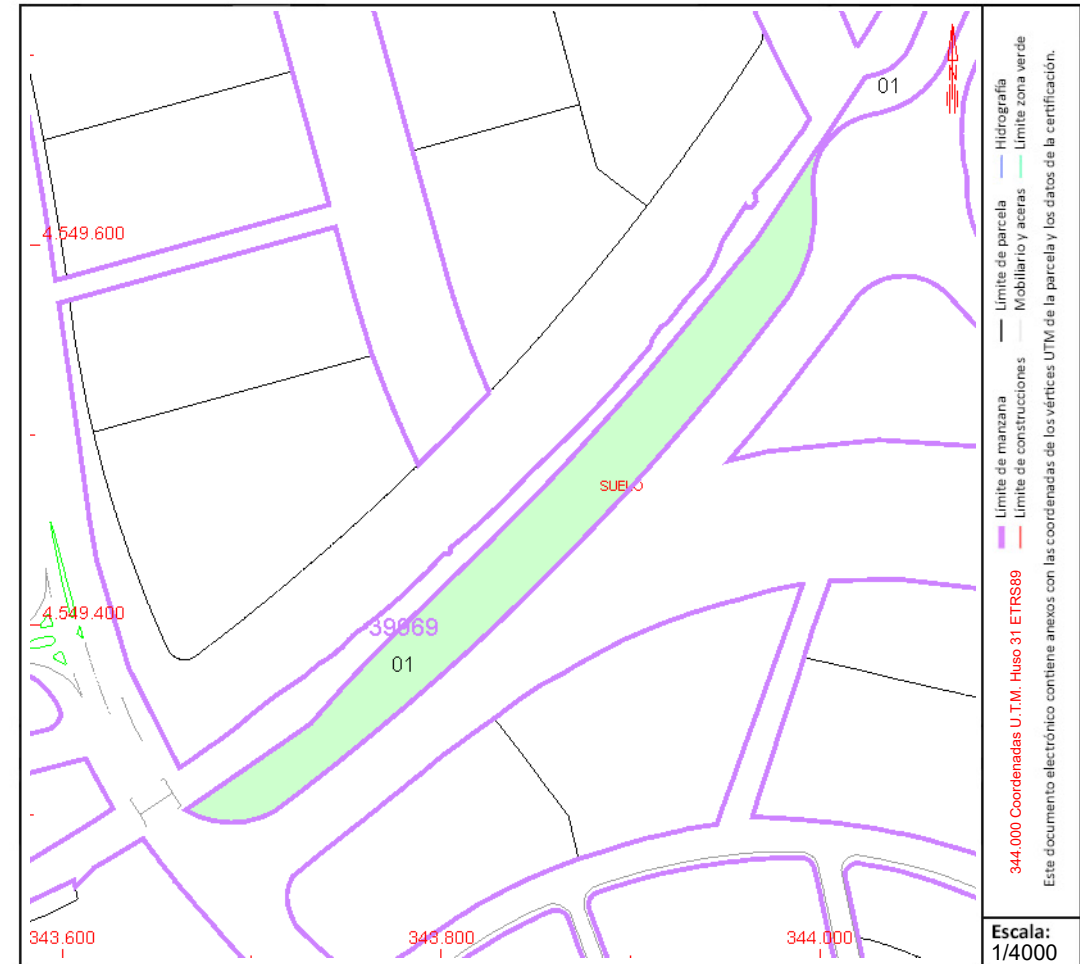 01
4.549.600
SUELO
4.549.400
39969
01
343.600
343.800
344.000
N
Hidrografía
Límite zona verde
Límite de parcela
Mobiliario y aceras
Límite de manzana
Límite de construcciones
344.000 Coordenadas U.T.M. Huso 31 ETRS89
Este documento electrónico contiene anexos con las coordenadas de los vértices UTM de la parcela y los datos de la certificación.
Escala:
1/4000